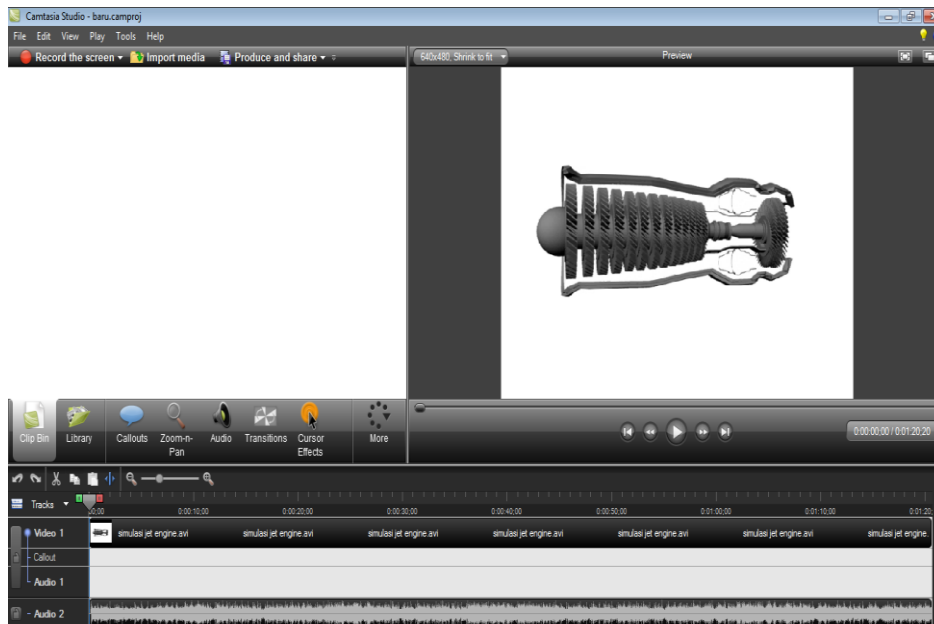 Camtasia Studio - baru.camproj
File Edit View Play Tools Help
Record the screen Import media Produce and share
640x480, Shrink to fit Preview
Clip Bin Library Callouts Zoom-n-Pan Audio Transitions Cursor Effects More
0:00:00;00 / 0:01:20;20
Tracks 0:00:10;00 0:00:20;00 0:00:30;00 0:00:40;00 0:00:50;00 0:01:00;00 0:01:10;00 0:01:20;
Video 1 simulasi jet engine.avi simulasi jet engine.avi simulasi jet engine.avi simulasi jet engine.avi simulasi jet engine.avi simulasi jet engine.avi simulasi jet engine.
Callout
Audio 1
Audio 2